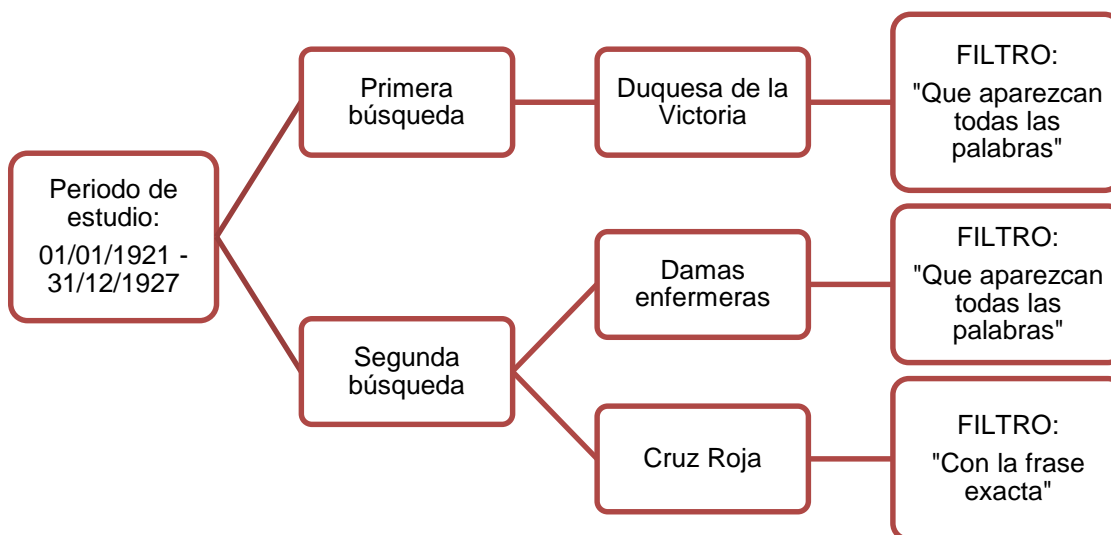 Periodo de
estudio:
01/01/1921 -
31/12/1927
Primera
búsqueda
Duquesa de la
Victoria
FILTRO:
"Que aparezcan
todas las
palabras"
Segunda
búsqueda
Damas
enfermeras
FILTRO:
"Que aparezcan
todas las
palabras"
Cruz Roja
FILTRO:
"Con la frase
exacta"